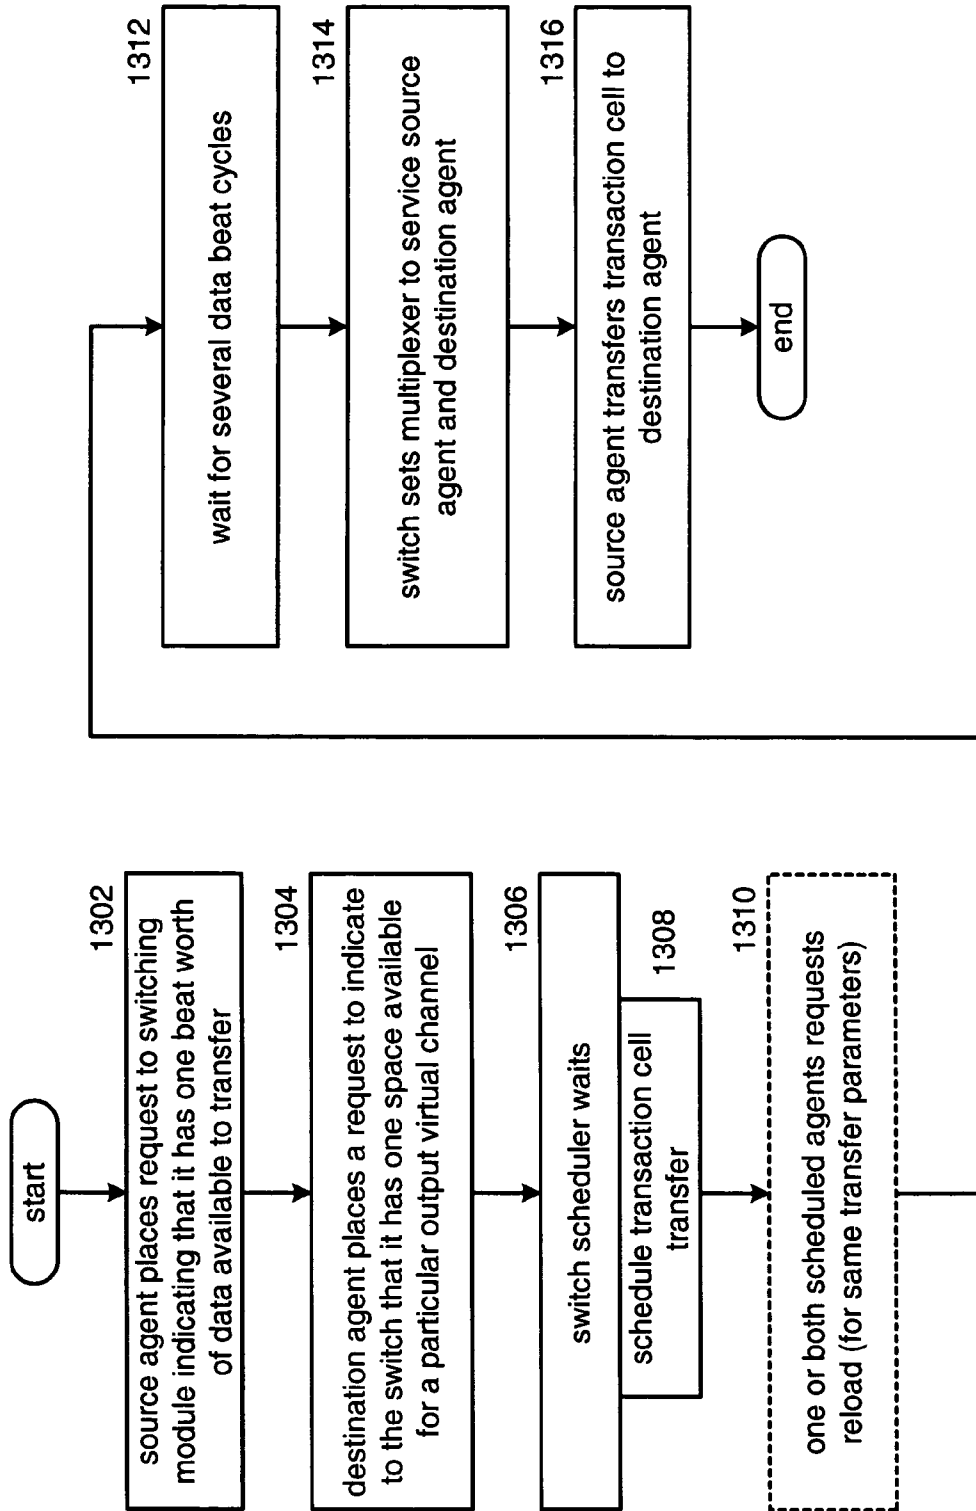 start
1302
source agent places request to switching
module indicating that it has one beat worth
of data available to transfer
1304
destination agent places a request to indicate
to the switch that it has one space available
for a particular output virtual channel
1306
switch scheduler waits
1308
schedule transaction cell
transfer
1310
one or both scheduled agents requests
reload (for same transfer parameters)
1312
wait for several data beat cycles
1314
switch sets multiplexer to service source
agent and destination agent
1316
source agent transfers transaction cell to
destination agent
end